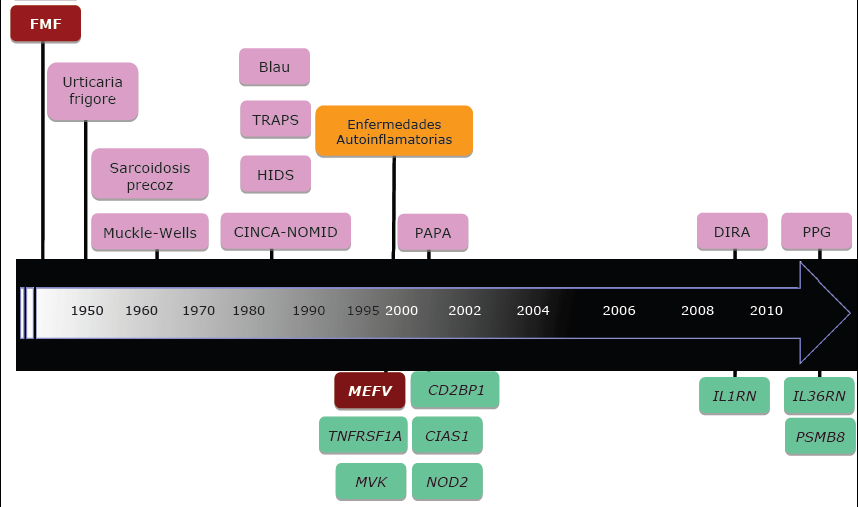 FMF
Urticaria
frigore
Blau
TRAPS
Enfermedades
Autoinflamatorias
Sarcoidosis
precoz
HIDS
Muckle-Wells
CINCA-NOMID
PAPA
DIRA
PPG
1950 1960 1970 1980 1990 1995 2000 2002 2004 2006 2008 2010
MEFV
CD2BP1
IL1RN
IL36RN
TNFRSF1A
CIAS1
PSMB8
MVK
NOD2